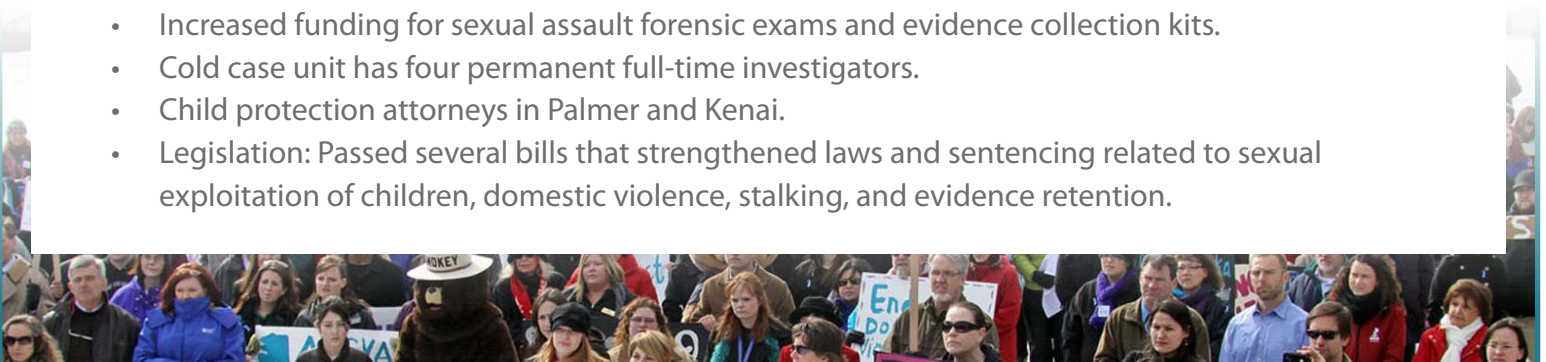 • Increased funding for sexual assault forensic exams and evidence collection kits.
• Cold case unit has four permanent full-time investigators.
• Child protection attorneys in Palmer and Kenai.
• Legislation: Passed several bills that strengthened laws and sentencing related to sexual
exploitation of children, domestic violence, stalking, and evidence retention.